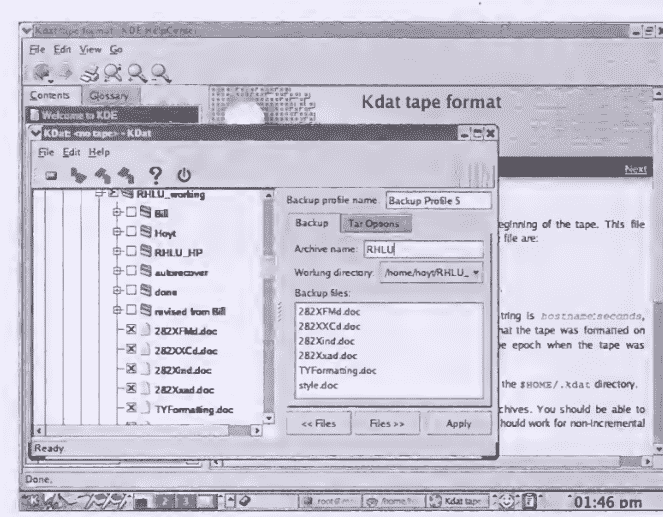 Kdat tape format - KDE HelpCenter
File Edit View Go
Contents Glossary
Welcome to KDE
Kdat tape format
Next
KDat: <no tape> - KDat
File Edit Help
RHLU_working
Bill
Hoyt
RHLU_HP
autorecover
done
revised from Bill
282XFMd.doc
282XXCd.doc
282Xind.doc
282Xxad.doc
TYFormatting.doc
Backup profile name: Backup Profile 5
Backup Tar Options
Archive name: RHLU
Working directory: /home/hoyt/RHLU_
Backup files:
282XFMd.doc
282XXCd.doc
282Xind.doc
282Xxad.doc
TYFormatting.doc
style.doc
<< Files Files >> Apply
Ready
eginning of the tape. This file
file are:
tring is hostname:seconds,
hat the tape was formatted on
e epoch when the tape was
the $HOME/.kdat directory.
chives. You should be able to
hould work for non-incremental
Done.
2 3
Kdat tape
01:46 pm